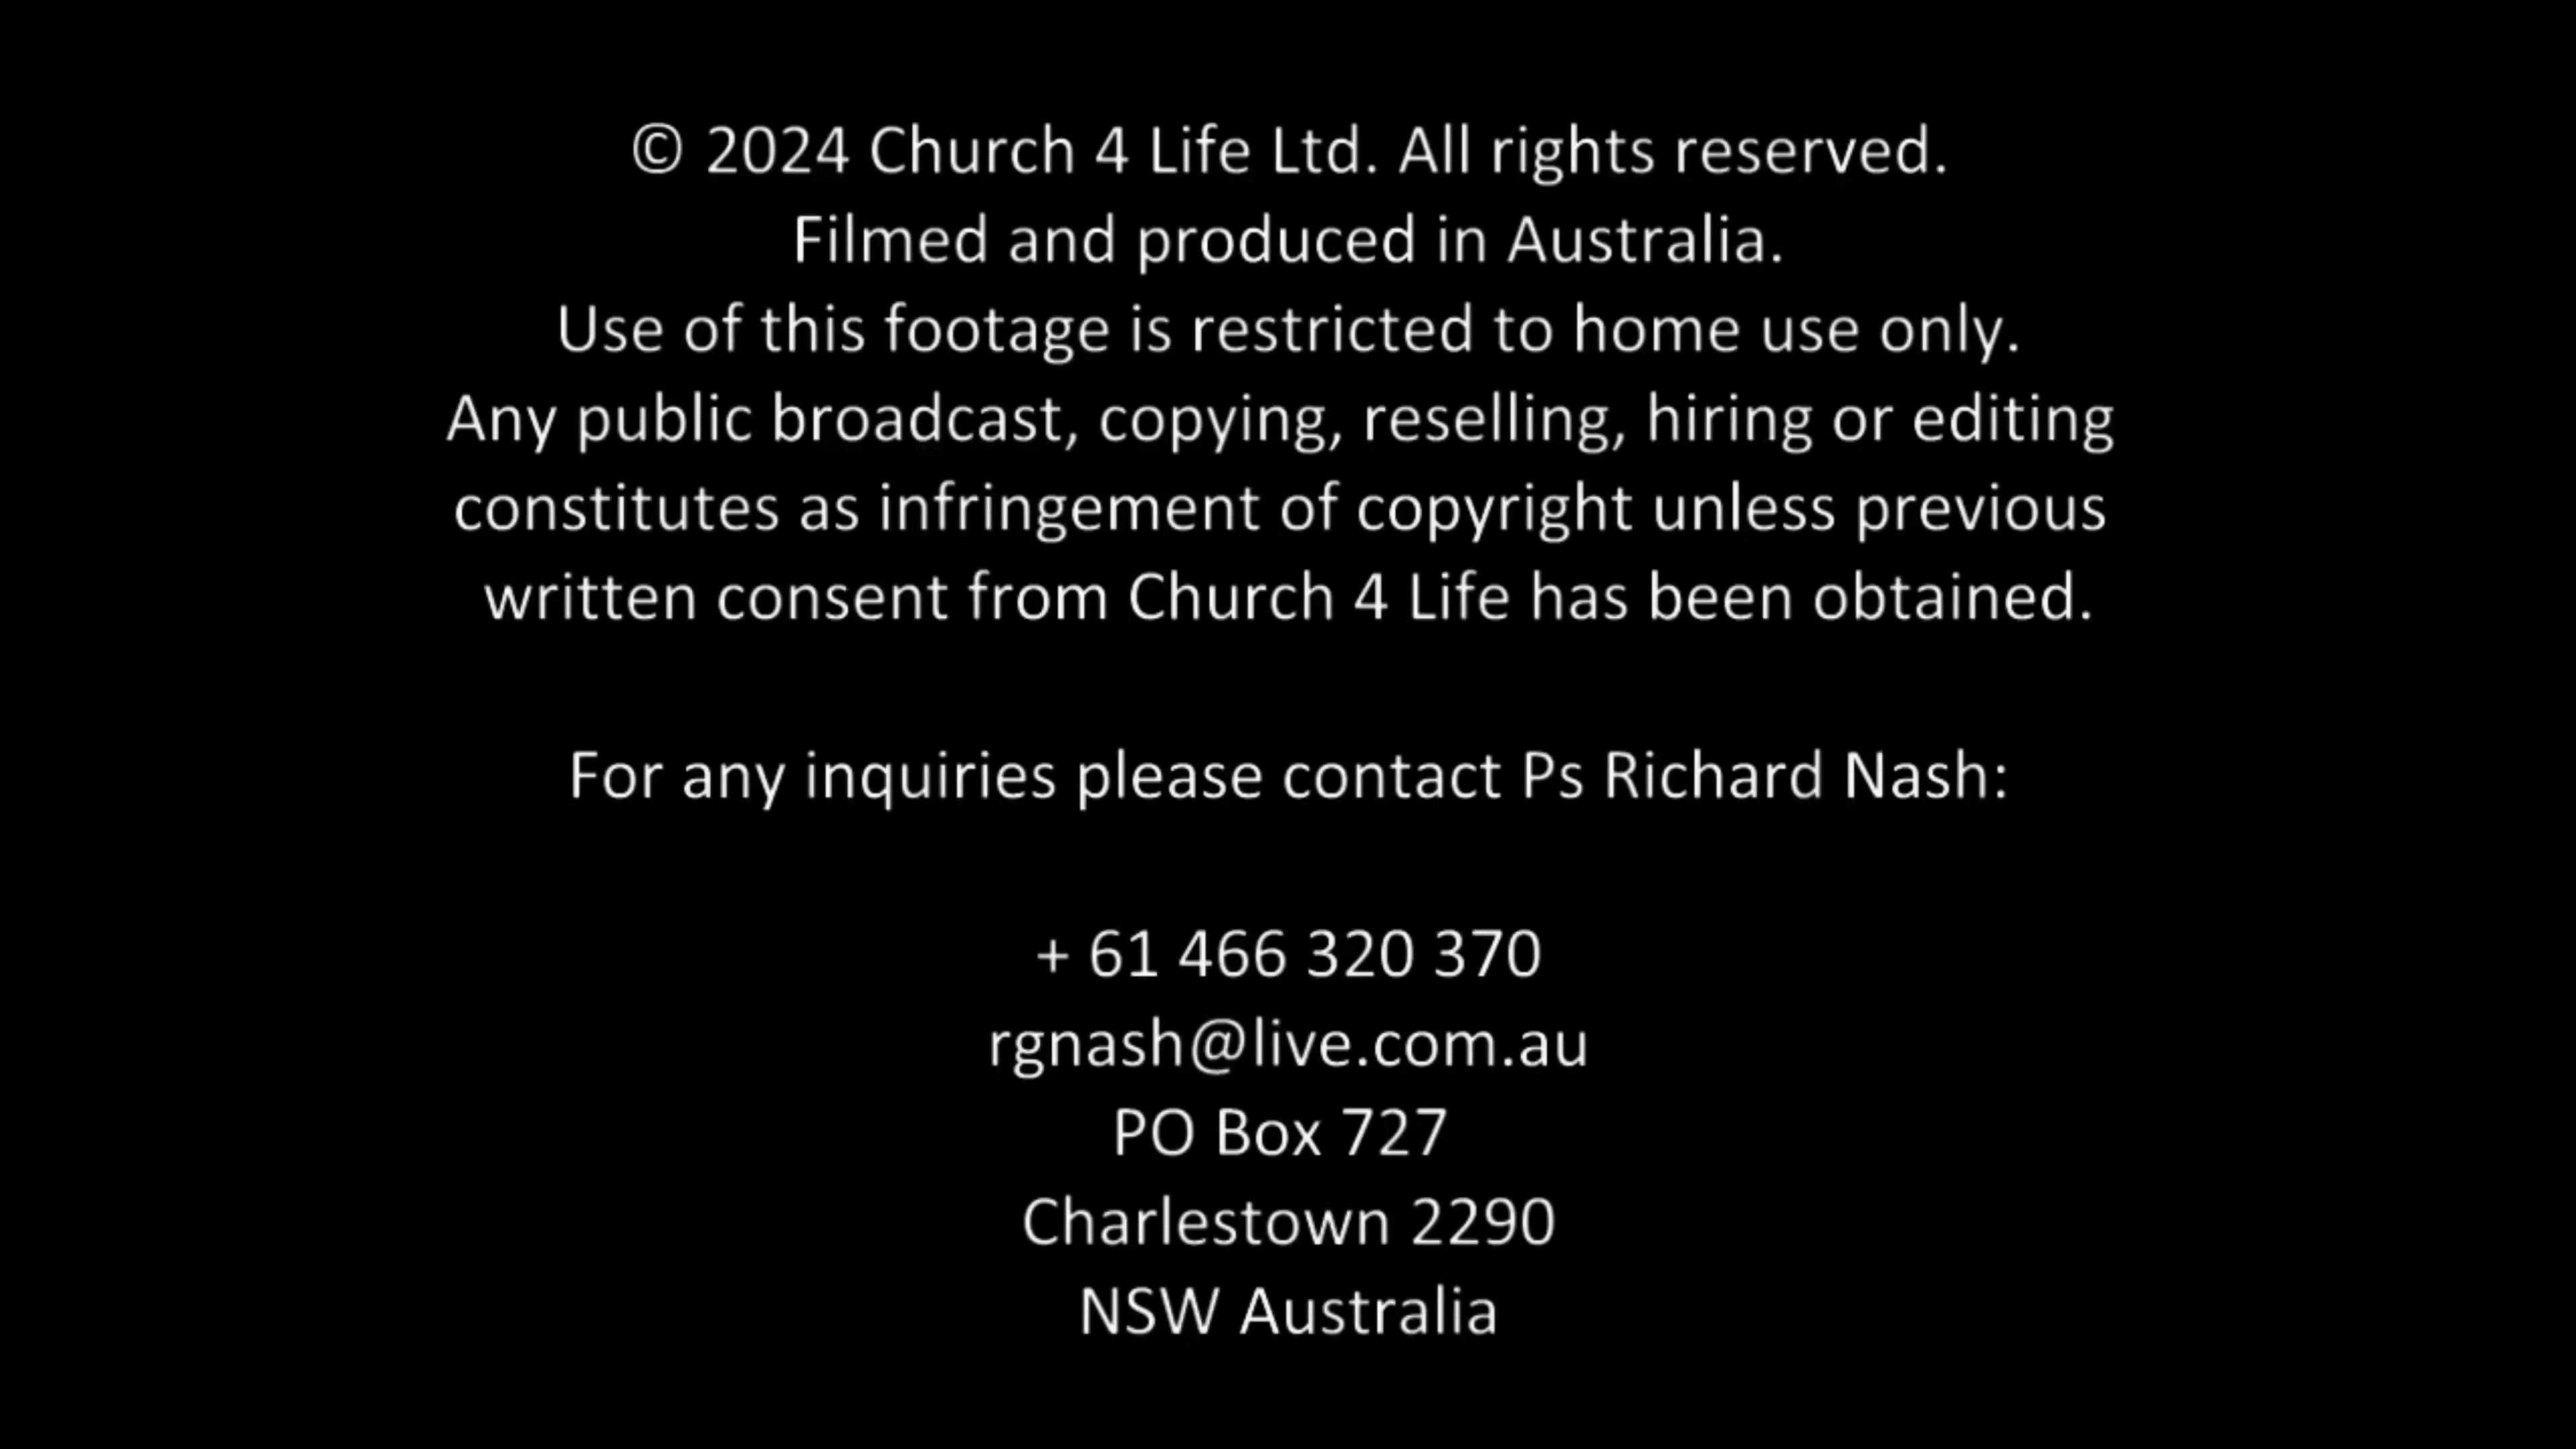 © 2024 Church 4 Life Ltd. All rights reserved.
Filmed and produced in Australia.
Use of this footage is restricted to home use only.
Any public broadcast, copying, reselling, hiring or editing
constitutes as infringement of copyright unless previous
written consent from Church 4 Life has been obtained.
For any inquiries please contact Ps Richard Nash:
+ 61 466 320 370
rgnash@live.com.au
PO Box 727
Charlestown 2290
NSW Australia